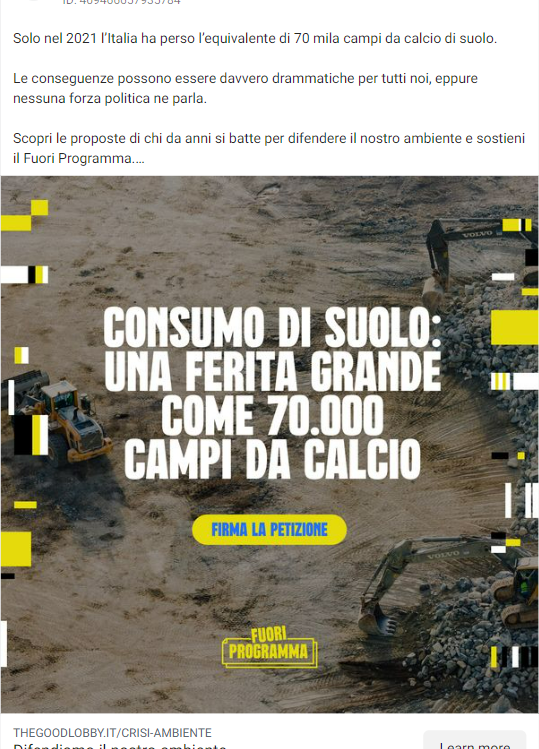 Solo nel 2021 l'Italia ha perso l'equivalente di 70 mila campi da calcio di suolo.
Le conseguenze possono essere davvero drammatiche per tutti noi, eppure
nessuna forza politica ne parla.
Scopri le proposte di chi da anni si batte per difendere il nostro ambiente e sostieni
il Fuori Programma....
VOLVO
CONSUMO DI SUOLO:
UNA FERITA GRANDE
COME 70.000
CAMPI DA CALCIO
FIRMA LA PETIZIONE
VOLVO
FUORI
PROGRAMMA
THEGOODLOBBY.IT/CRISI-AMBIENTE
Difendiamo il nostro ambiente
Learn more